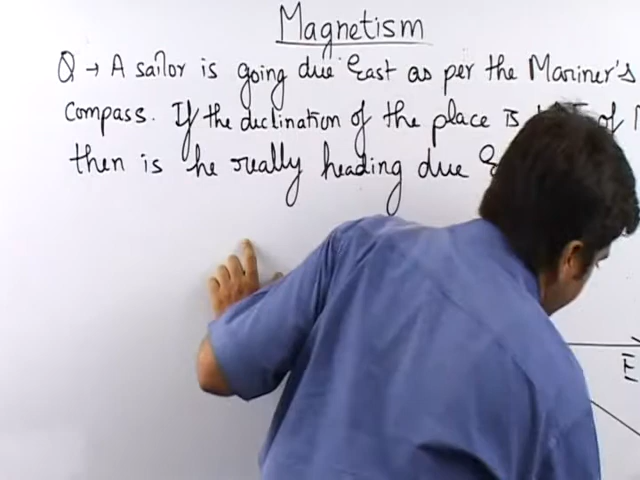 Magnetism
Q → A sailor is going due East as per the Mariner's
Compass. If the declination of the place is of
then is he really heading due
E